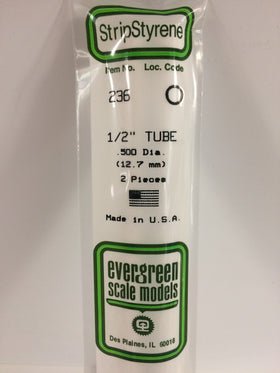 StripStyrene
Item No. Loc. Code
236
1/2" TUBE
.500 Dia.
(12.7 mm)
2 Pieces
Made in U.S.A.
evergreen
scale models
Des Plaines, IL 60018